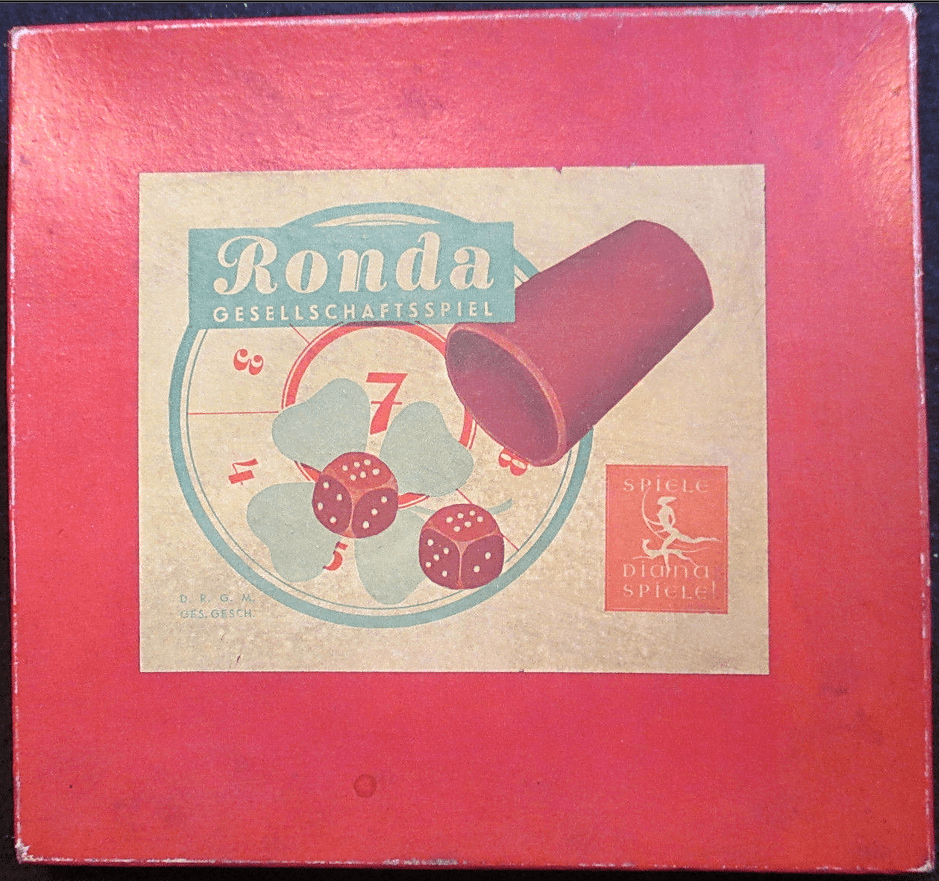 Ronda
GESELLSCHAFTSSPIEL
3
7
4
8
5
SPIELE
Diana
SPIELE!
D. R. G. M.
GES. GESCH.